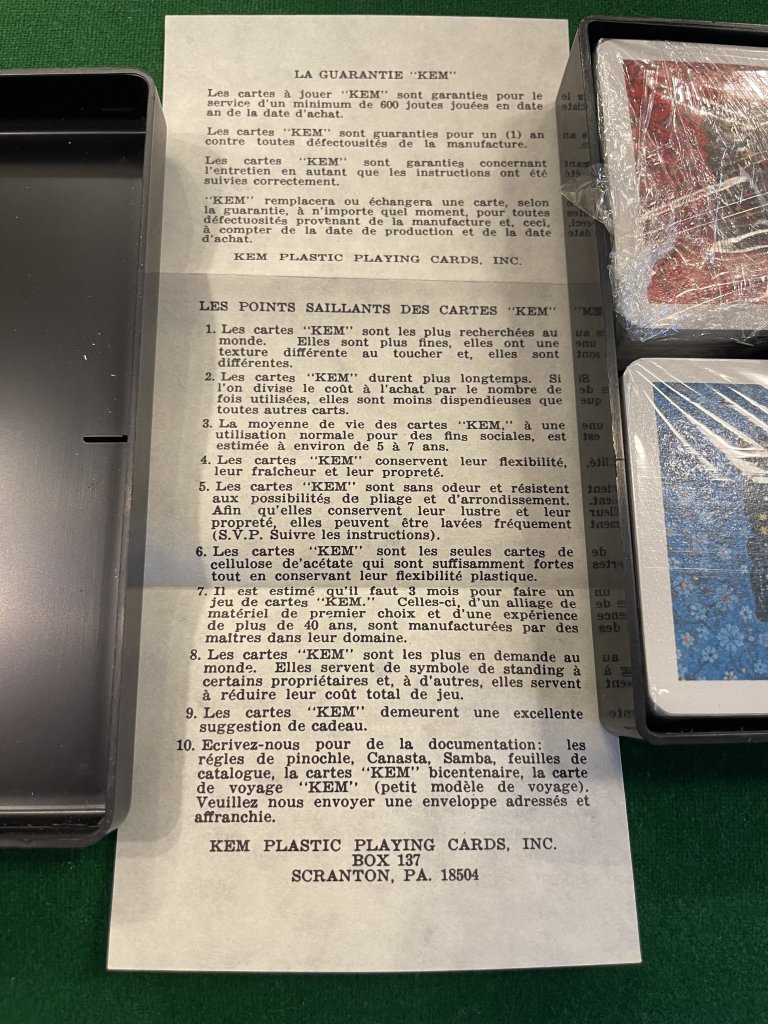 LA GUARANTIE "KEM"
Les cartes à jouer "KEM" sont garanties pour le
service d'un minimum de 600 joutes jouées en date
an de la date d'achat.
Les cartes "KEM" sont guaranties pour un (1) an
contre toutes défectousités de la manufacture.
Les cartes "KEM" sont garanties concernant
l'entretien en autant que les instructions ont été
suivies correctement.
"KEM" remplacera ou échangera une carte, selon
la guarantie, à n'importe quel moment, pour toutes
défectuosités provenant de la manufacture et, ceci,
à compter de la date de production et de la date
d'achat.
KEM PLASTIC PLAYING CARDS, INC.
LES POINTS SAILLANTS DES CARTES "KEM"
1. Les cartes "KEM" sont les plus recherchées au
monde. Elles sont plus fines, elles ont une
texture différente au toucher et, elles sont
différentes.
2. Les cartes "KEM" durent plus longtemps. Si
l'on divise le coût à l'achat par le nombre de
fois utilisées, elles sont moins dispendieuses que
toutes autres carts.
3. La moyenne de vie des cartes "KEM," à une
utilisation normale pour des fins sociales, est
estimée à environ de 5 à 7 ans.
4. Les cartes "KEM" conservent leur flexibilité,
leur fraîcheur et leur propreté.
5. Les cartes "KEM" sont sans odeur et résistent
aux possibilités de pliage et d'arrondissement.
Afin qu'elles conservent leur lustre et leur
propreté, elles peuvent être lavées fréquement
(S.V.P. Suivre les instructions).
6. Les cartes "KEM" sont les seules cartes de
cellulose de'acétate qui sont suffisamment fortes
tout en conservant leur flexibilité plastique.
7. Il est estimé qu'il faut 3 mois pour faire un
jeu de cartes "KEM." Celles-ci, d'un alliage de
matériel de premier choix et d'une expérience
de plus de 40 ans, sont manufacturées par des
maîtres dans leur domaine.
8. Les cartes "KEM" sont les plus en demande au
monde. Elles servent de symbole de standing à
certains propriétaires et, à d'autres, elles servent
à réduire leur coût total de jeu.
9. Les cartes "KEM" demeurent une excellente
suggestion de cadeau.
10. Ecrivez-nous pour de la documentation: les
régles de pinochle, Canasta, Samba, feuilles de
catalogue, la cartes "KEM" bicentenaire, la carte
de voyage "KEM" (petit modèle de voyage).
Veuillez nous envoyer une enveloppe adressés et
affranchie.
KEM PLASTIC PLAYING CARDS, INC.
BOX 137
SCRANTON, PA. 18504